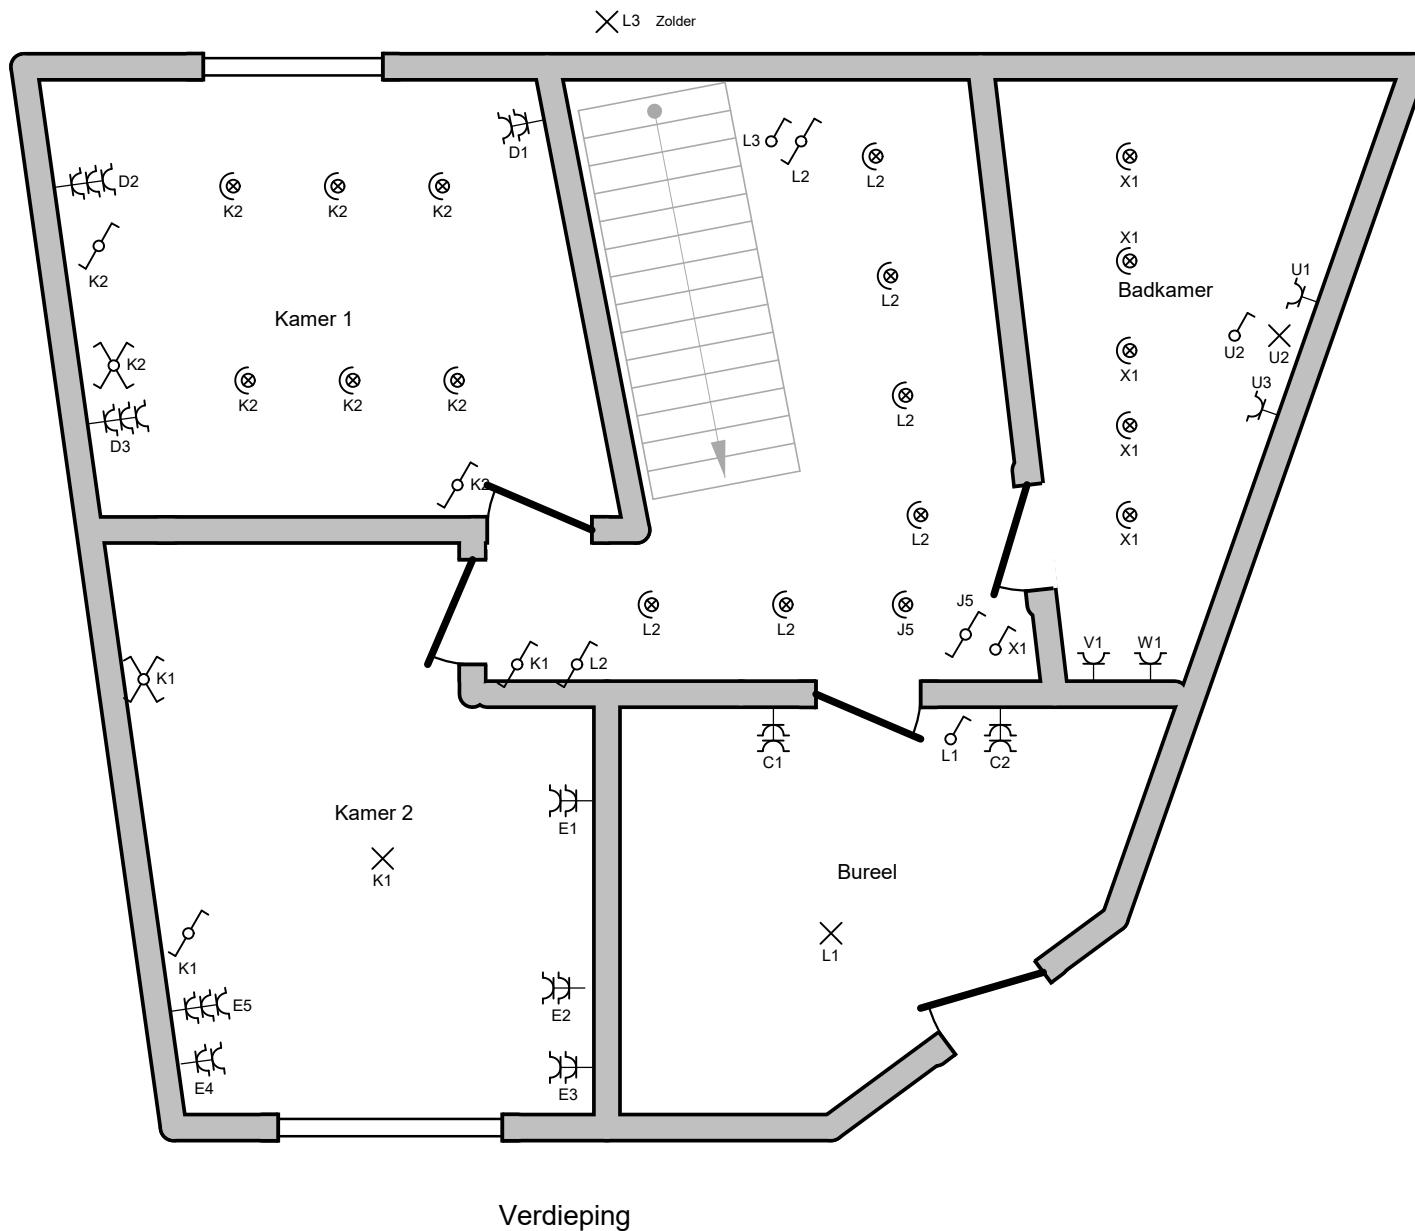 L3 Zolder
D1
L3
L2
L2
X1
D2
K2
K2
K2
X1
K2
L2
Badkamer
U1
Kamer 1
K2
U2
U2
X1
U3
K2
K2
K2
L2
X1
D3
K2
L2
X1
L2
L2
J5
J5
X1
K1
L2
V1
W1
K1
C1
L1
C2
E1
Kamer 2
K1
Bureel
L1
K1
E5
E2
E4
E3
Verdieping